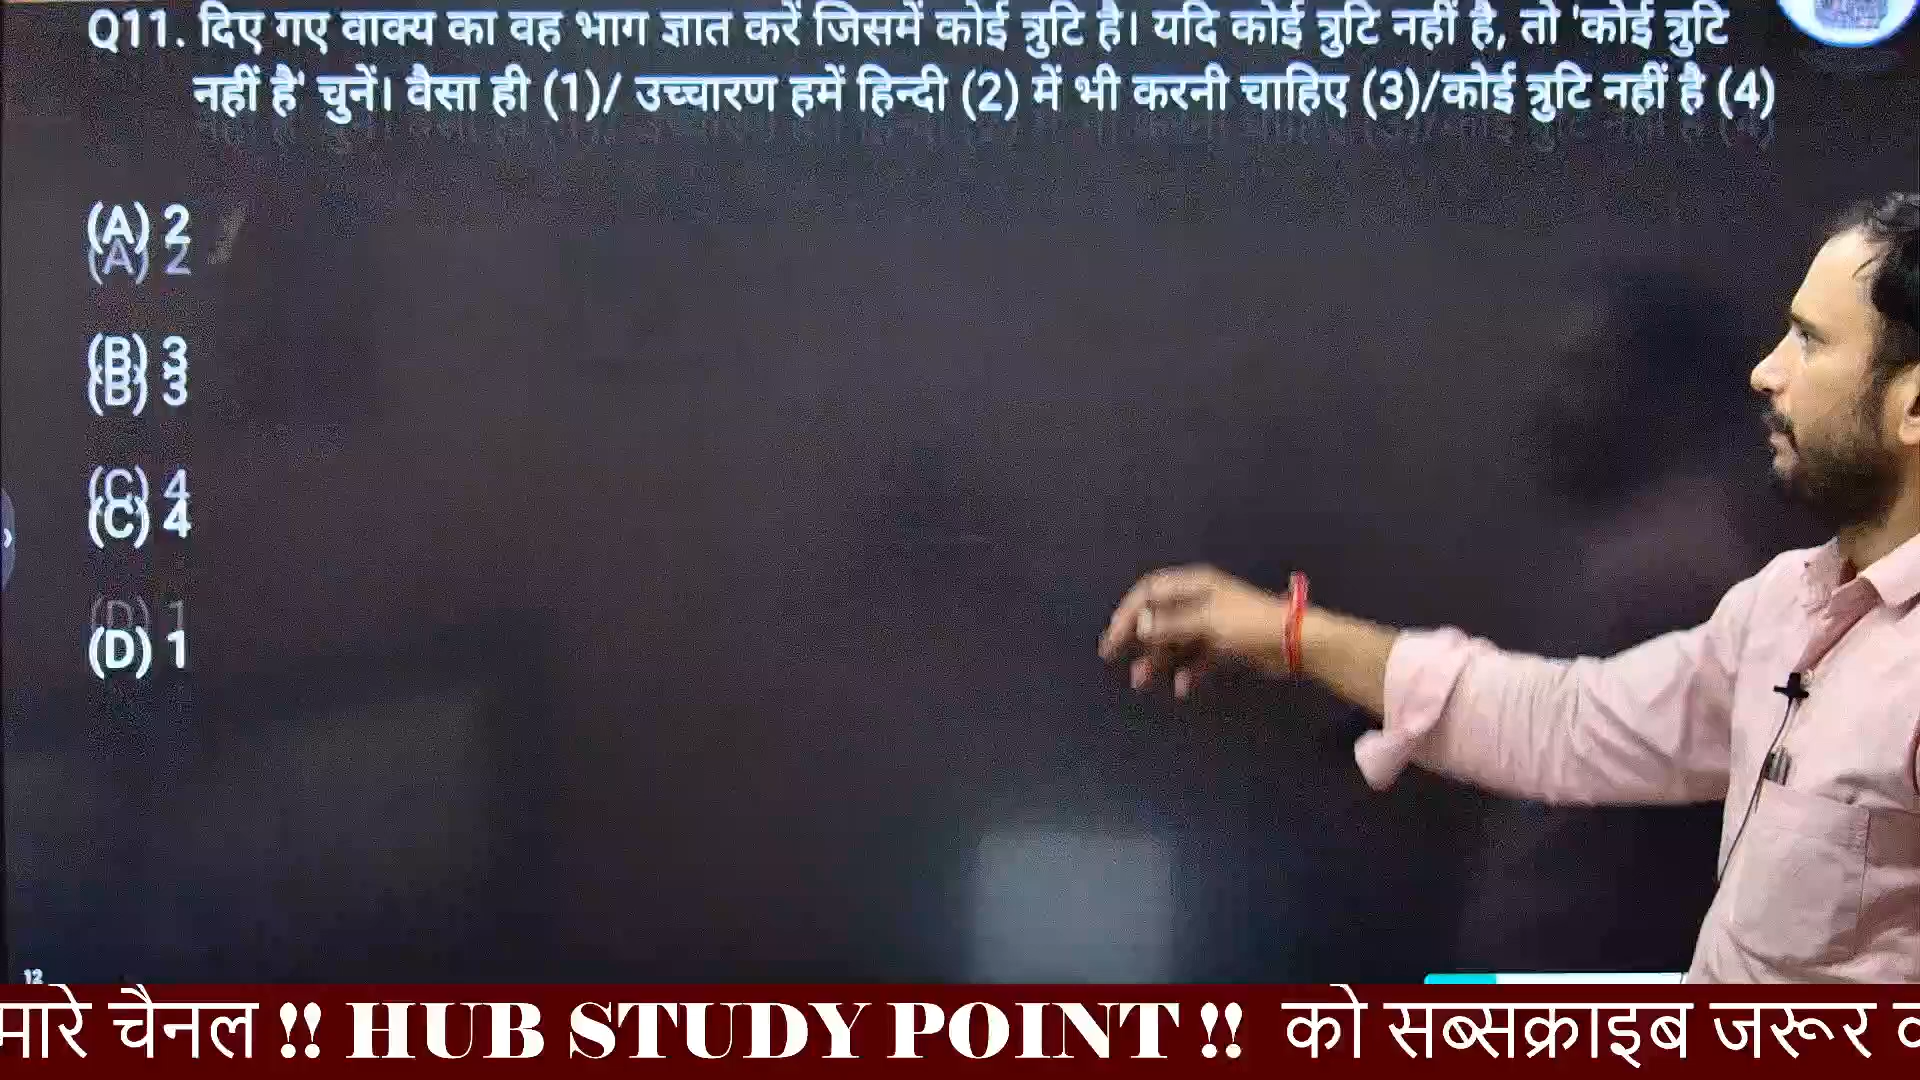 Q11. दिए गए वाक्य का वह भाग ज्ञात करें जिसमें कोई त्रुटि है। यदि कोई त्रुटि नहीं है, तो 'कोई त्रुटि
नहीं है' चुनें। वैसा ही (1)/ उच्चारण हमें हिन्दी (2) में भी करनी चाहिए (3)/कोई त्रुटि नहीं है (4)
(A) 2
(B) 3
(C) 4
(D) 1
12
मारे चैनल !! HUB STUDY POINT !! को सब्सक्राइब जरूर